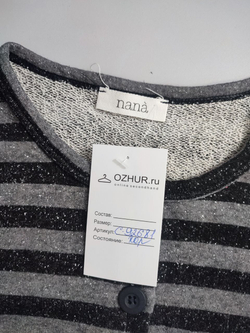 nanà
OZHUR.ru
online secondhand
Состав:
Размер:
Артикул:
Состояние: